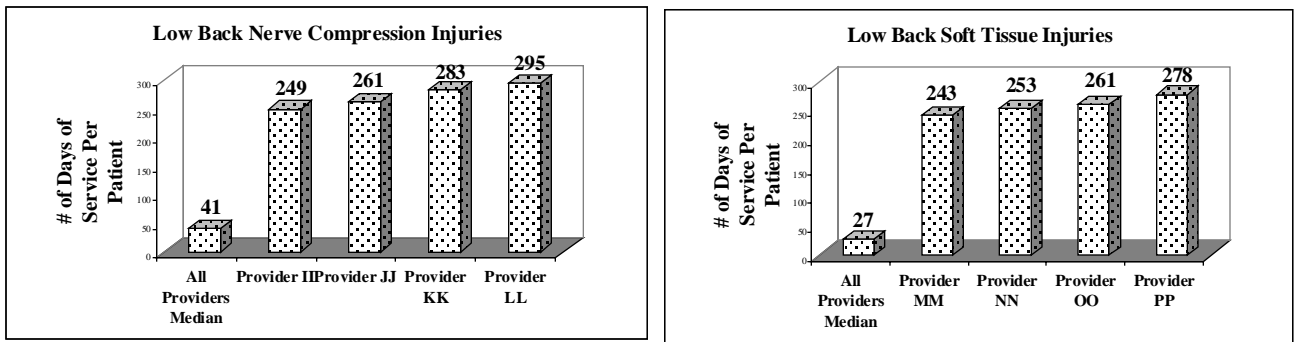 Low Back Nerve Compression Injuries
# of Days of
Service Per
Patient
300
250
200
150
100
50
0
41
249
261
283
295
All
Providers
Median
Provider II
Provider JJ
Provider
KK
Provider
LL
Low Back Soft Tissue Injuries
# of Days of
Service Per
Patient
300
250
200
150
100
50
0
27
243
253
261
278
All
Providers
Median
Provider
MM
Provider
NN
Provider
OO
Provider
PP